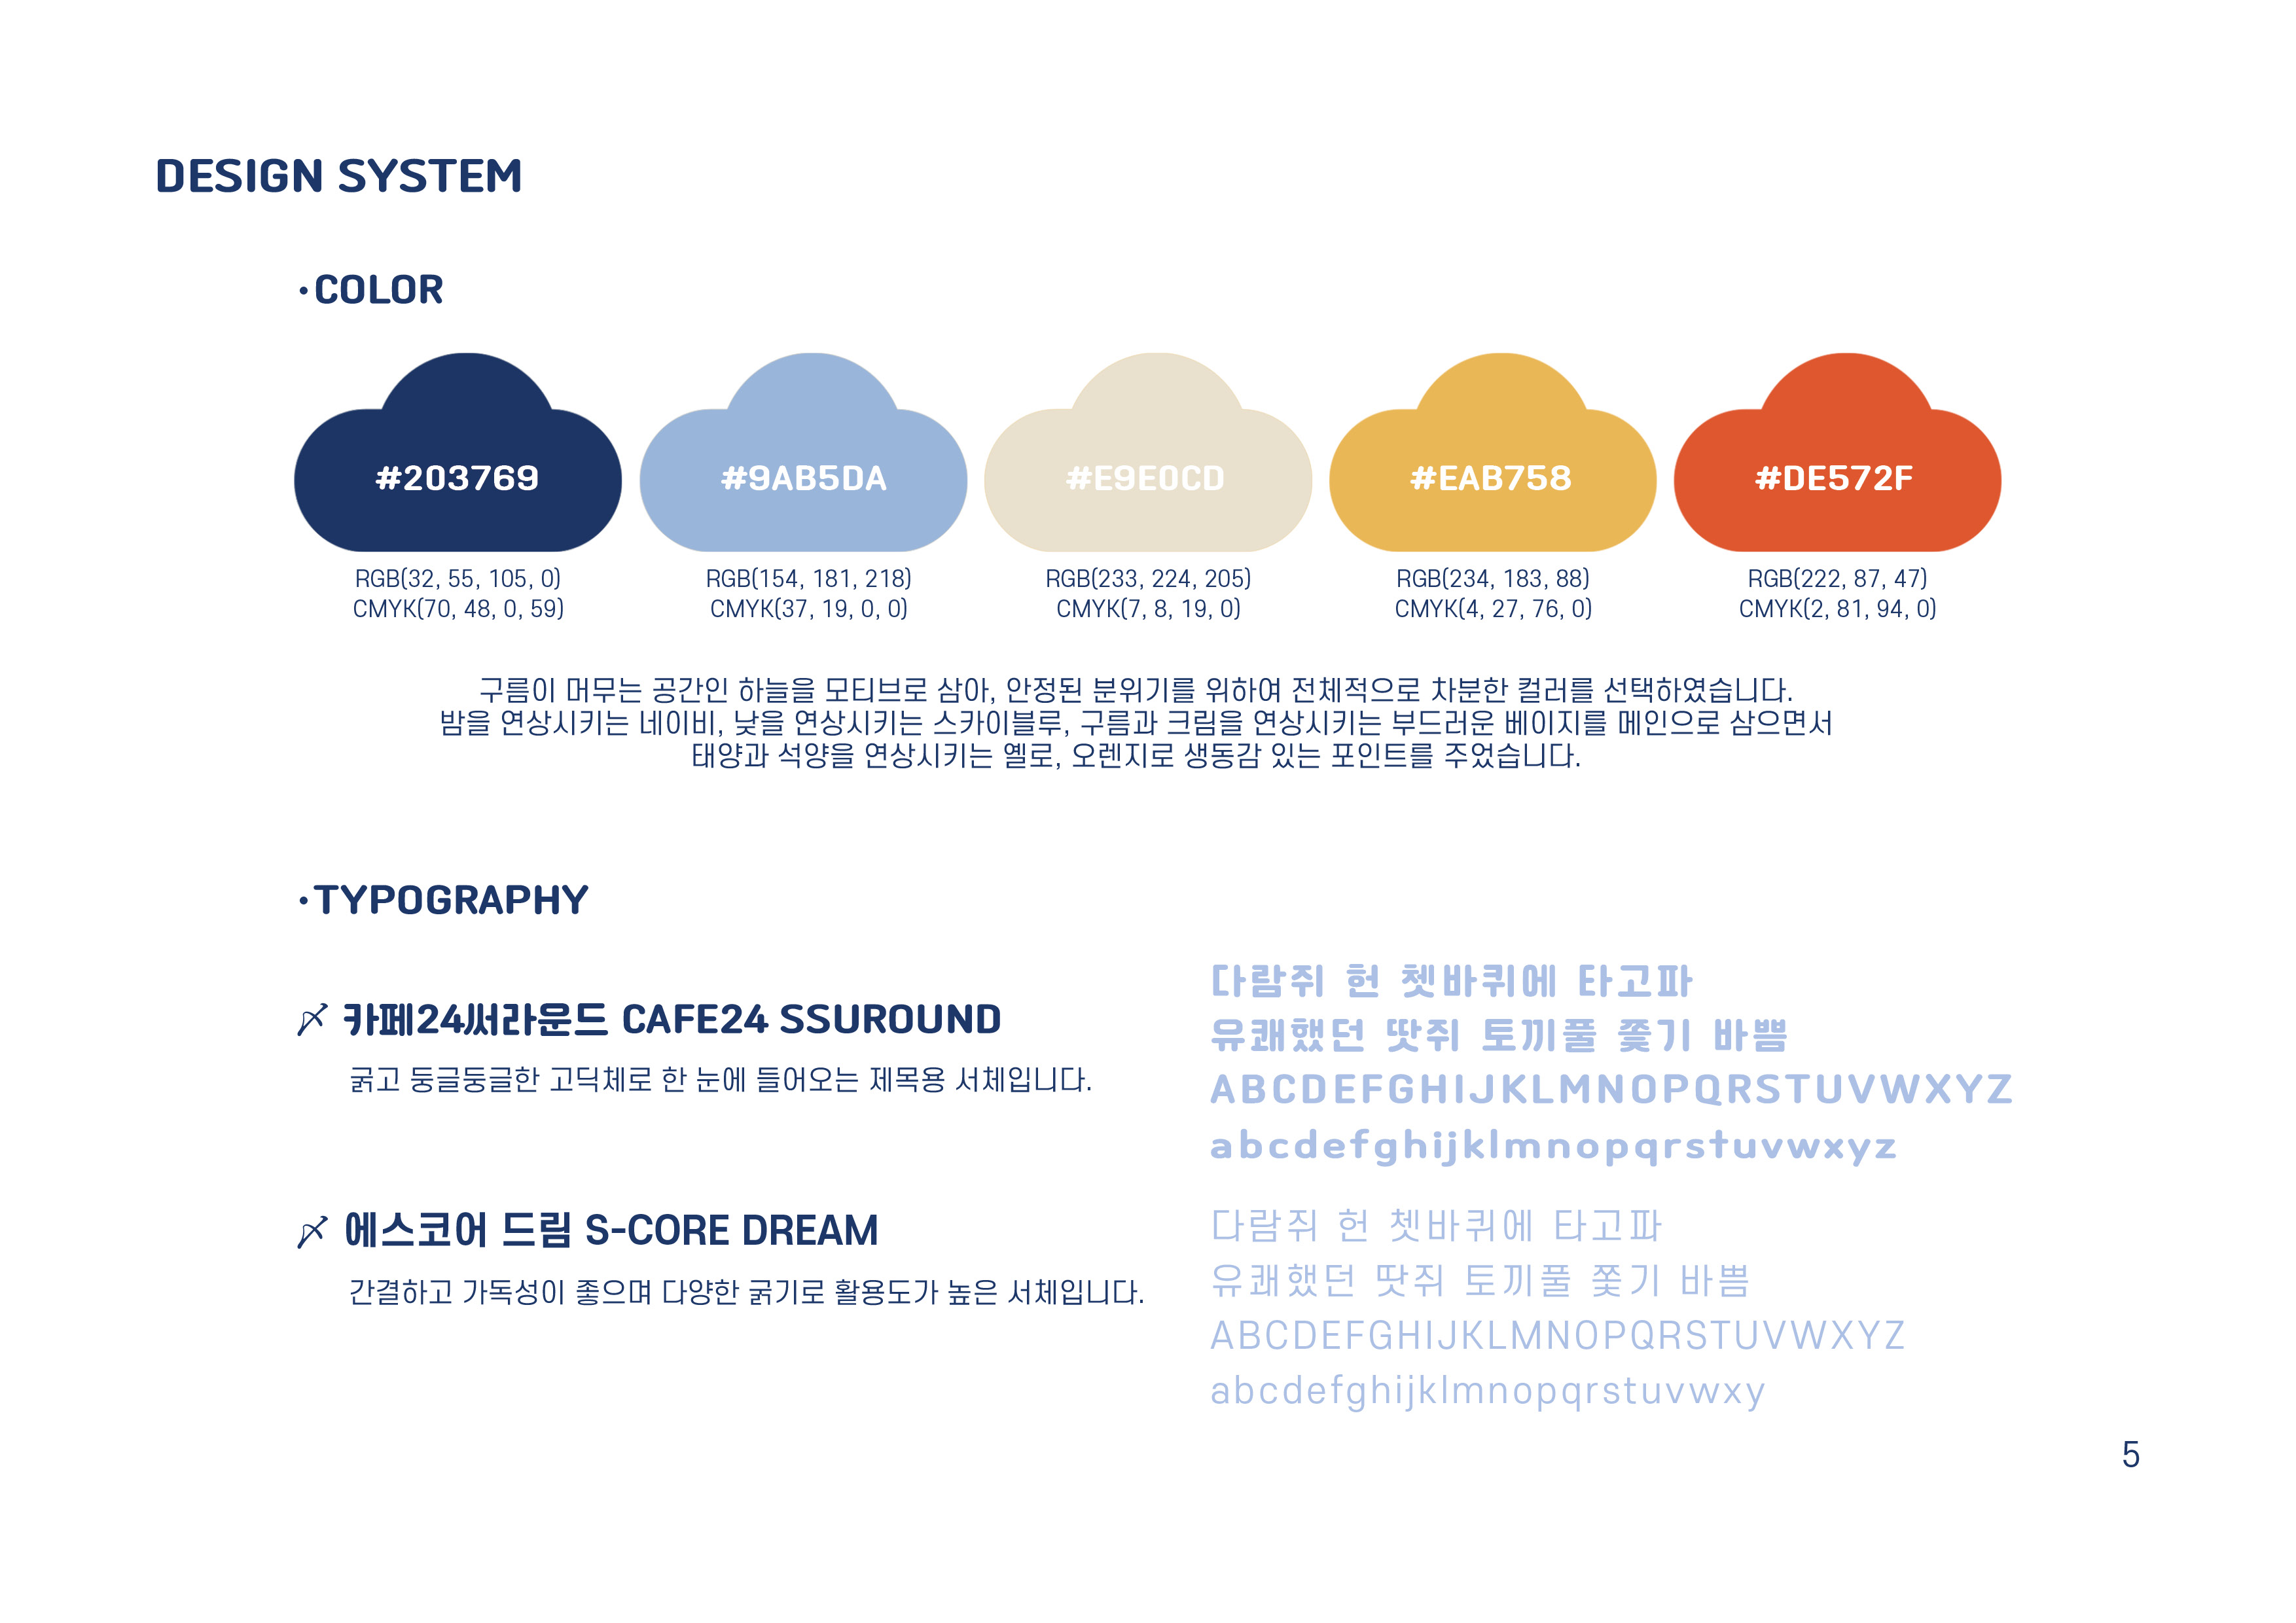 DESIGN SYSTEM
·COLOR
#203769
#9AB5DA
#E9E0CD
#EAB758
#DE572F
RGB(32, 55, 105, 0)
CMYK(70, 48, 0, 59)
RGB(154, 181, 218)
CMYK(37, 19, 0, 0)
RGB(233, 224, 205)
CMYK(7, 8, 19, 0)
RGB(234, 183, 88)
CMYK(4, 27, 76, 0)
RGB(222, 87, 47)
CMYK(2, 81, 94, 0)
구름이 머무는 공간인 하늘을 모티브로 삼아, 안정된 분위기를 위하여 전체적으로 차분한 컬러를 선택하였습니다.
밤을 연상시키는 네이비, 낮을 연상시키는 스카이블루, 구름과 크림을 연상시키는 부드러운 베이지를 메인으로 삼으면서
태양과 석양을 연상시키는 옐로, 오렌지로 생동감 있는 포인트를 주었습니다.
·TYPOGRAPHY
카페24써라운드 CAFE24 SSUROUND
굵고 둥글둥글한 고딕체로 한 눈에 들어오는 제목용 서체입니다.
다람쥐 헌 쳇바퀴에 타고파
유쾌했던 땃쥐 토끼풀 쫓기 바쁨
ABCDEFGHIJKLMNOPQRSTUVWXYZ
abcdefghijklmnopqrstuvwxyz
에스코어 드림 S-CORE DREAM
간결하고 가독성이 좋으며 다양한 굵기로 활용도가 높은 서체입니다.
다람쥐 헌 쳇바퀴에 타고파
유쾌했던 땃쥐 토끼풀 쫓기 바쁨
ABCDEFGHIJKLMNOPQRSTUVWXYZ
abcdefghijklmnopqrstuvwxy
5